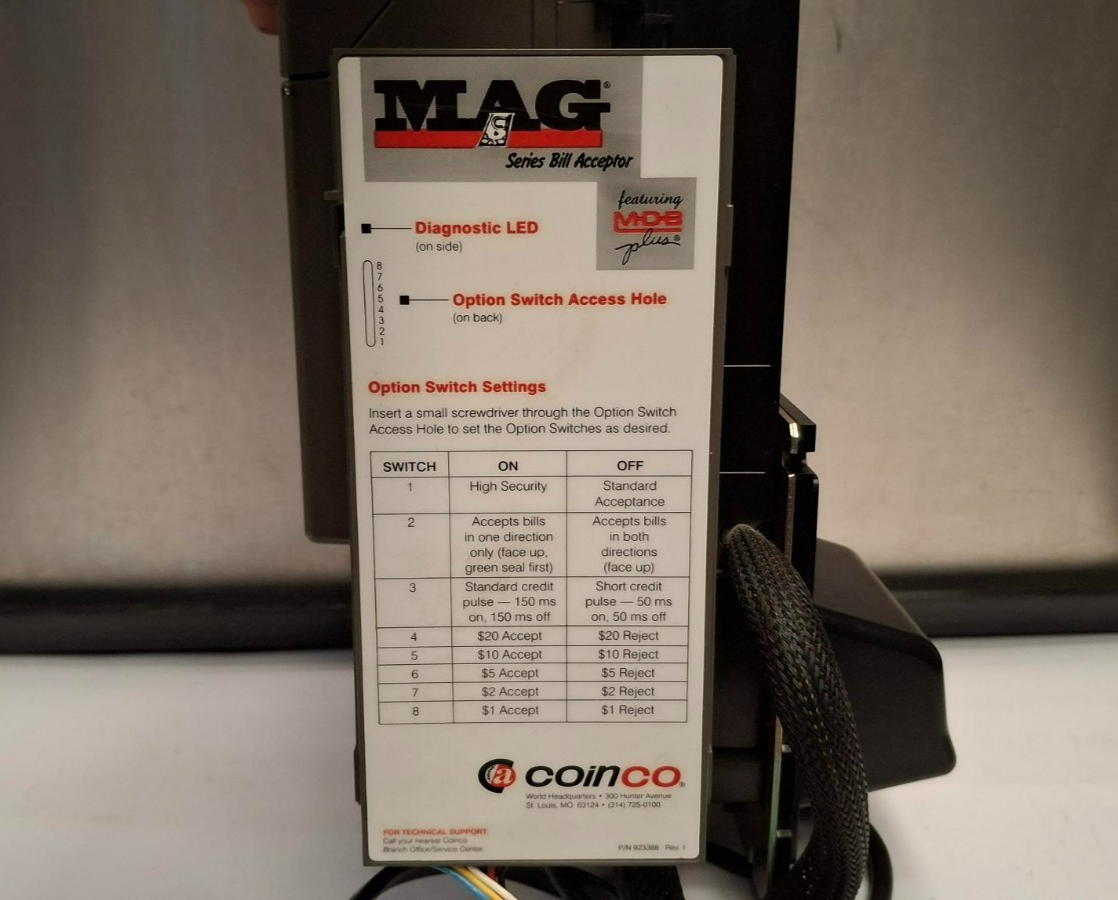 MAG®
Series Bill Acceptor
featuring
MDB
plus®
Diagnostic LED
(on side)
8
7
6
5
4
3
2
1
Option Switch Access Hole
(on back)
Option Switch Settings
Insert a small screwdriver through the Option Switch
Access Hole to set the Option Switches as desired.
SWITCH ON OFF
1 High Security Standard
Acceptance
2 Accepts bills Accepts bills
in one direction in both
only (face up, directions
green seal first) (face up)
3 Standard credit Short credit
pulse — 150 ms pulse — 50 ms
on, 150 ms off on, 50 ms off
4 $20 Accept $20 Reject
5 $10 Accept $10 Reject
6 $5 Accept $5 Reject
7 $2 Accept $2 Reject
8 $1 Accept $1 Reject
coinco®
World Headquarters • 300 Hunter Avenue
St. Louis, MO 63124 • (314) 725-0100
FOR TECHNICAL SUPPORT:
Call your nearest Coinco
Branch Office/Service Center.
P/N 923388 Rev. 1